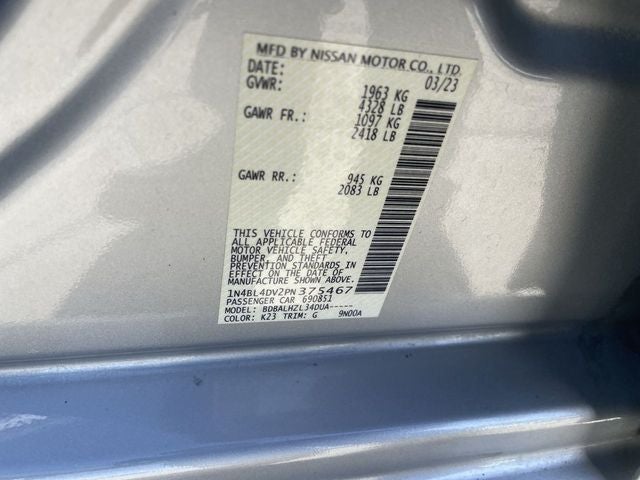 MFD BY NISSAN MOTOR CO., LTD.
DATE: 03/23
GVWR: 1963 KG
4328 LB
GAWR FR.: 1097 KG
2418 LB
GAWR RR.: 945 KG
2083 LB
THIS VEHICLE CONFORMS TO
ALL APPLICABLE FEDERAL
MOTOR VEHICLE SAFETY,
BUMPER, AND THEFT
PREVENTION STANDARDS IN
EFFECT ON THE DATE OF
MANUFACTURE SHOWN ABOVE.
1N4BL4DV2PN375467
PASSENGER CAR 690851
MODEL: BDBALHZL34DUA-----
COLOR: K23 TRIM: G 9N00A